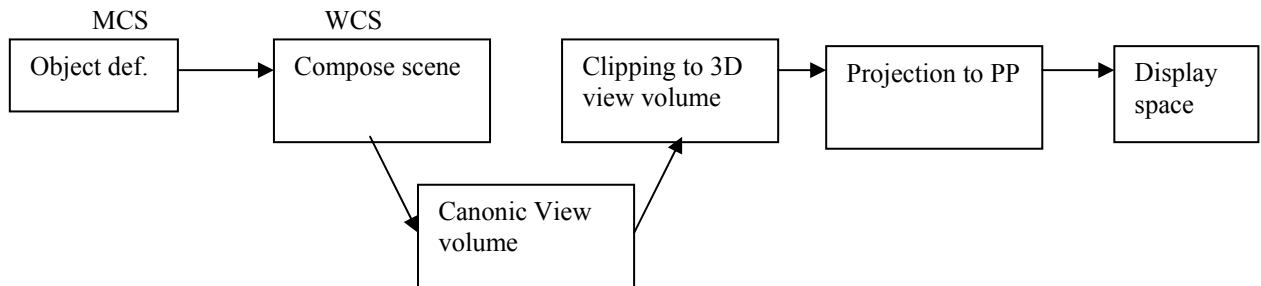 MCS
WCS
Object def.
Compose scene
Clipping to 3D
view volume
Projection to PP
Display
space
Canonic View
volume